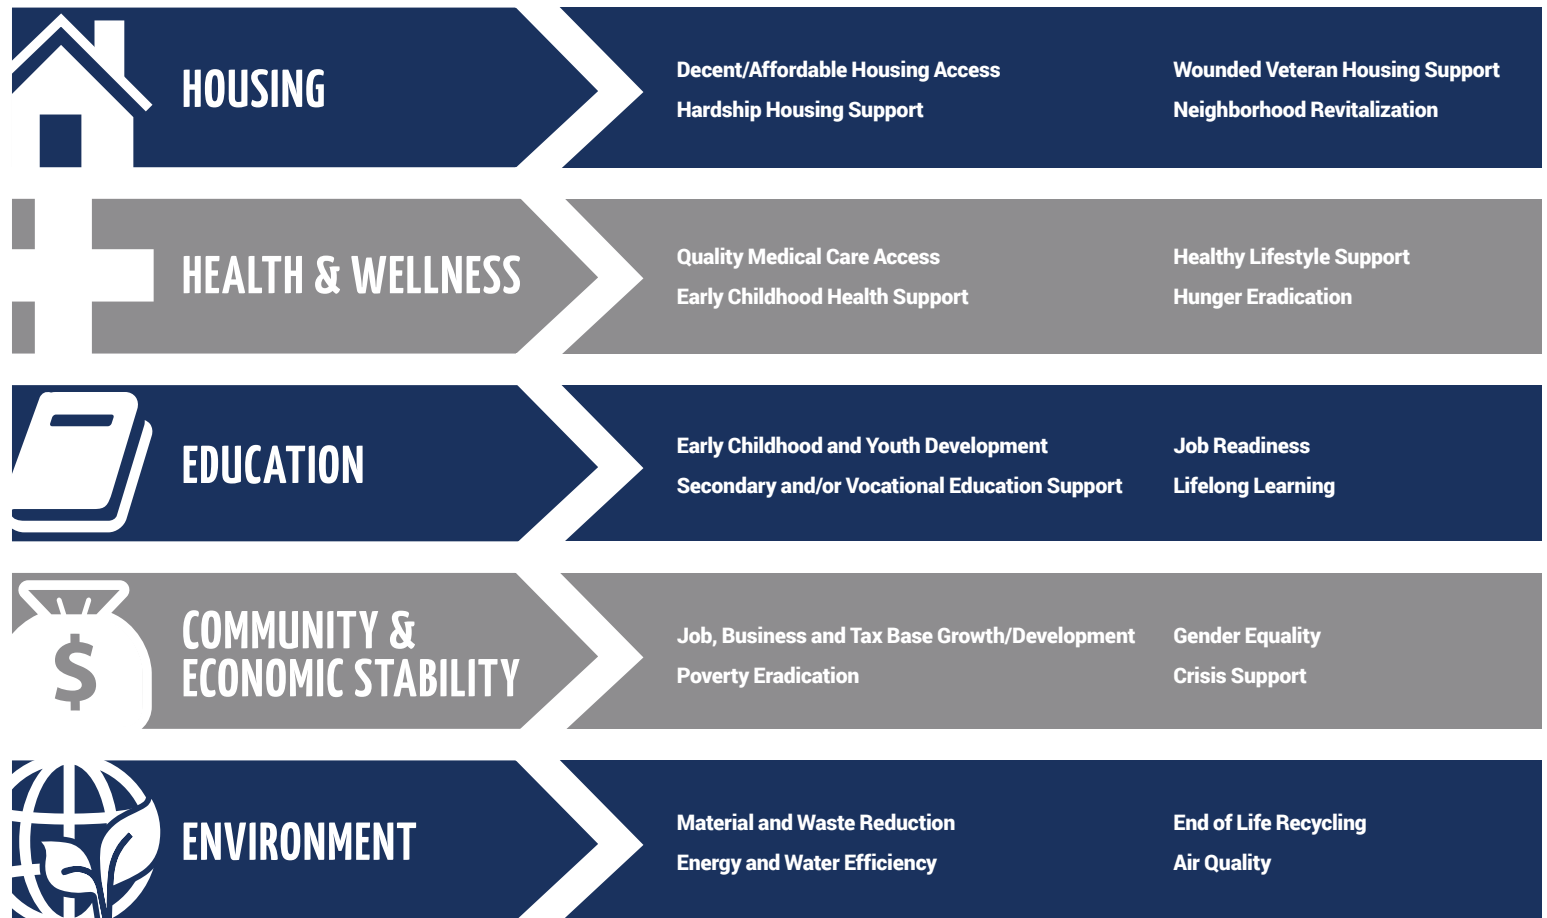 HOUSING
Decent/Affordable Housing Access
Hardship Housing Support
Wounded Veteran Housing Support
Neighborhood Revitalization
HEALTH & WELLNESS
Quality Medical Care Access
Early Childhood Health Support
Healthy Lifestyle Support
Hunger Eradication
EDUCATION
Early Childhood and Youth Development
Secondary and/or Vocational Education Support
Job Readiness
Lifelong Learning
$
COMMUNITY &
ECONOMIC STABILITY
Job, Business and Tax Base Growth/Development
Poverty Eradication
Gender Equality
Crisis Support
ENVIRONMENT
Material and Waste Reduction
Energy and Water Efficiency
End of Life Recycling
Air Quality